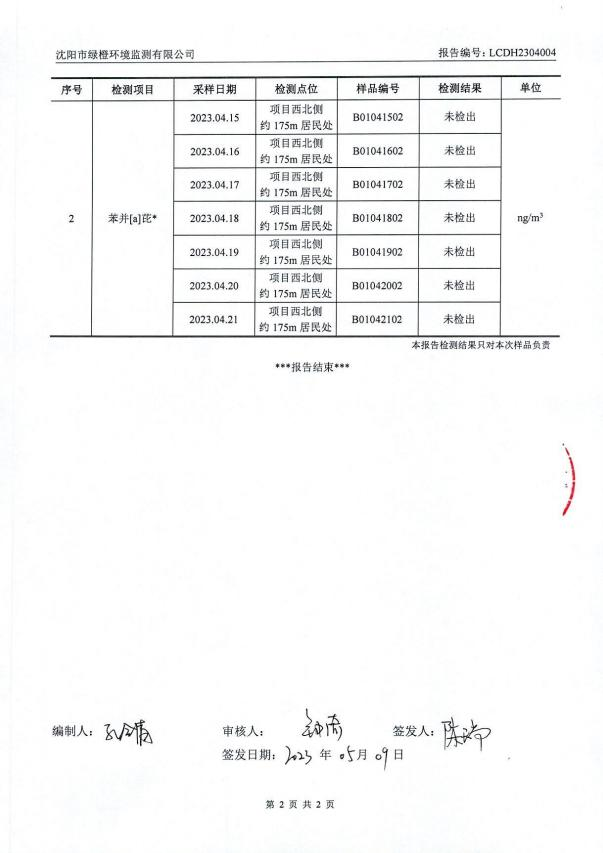 沈阳市绿橙环境监测有限公司 报告编号：LCDH2304004
序号 检测项目 采样日期 检测点位 样品编号 检测结果 单位
2 苯并[a]芘* ng/m³
2023.04.15 项目西北侧约 175m 居民处 B01041502 未检出
2023.04.16 项目西北侧约 175m 居民处 B01041602 未检出
2023.04.17 项目西北侧约 175m 居民处 B01041702 未检出
2023.04.18 项目西北侧约 175m 居民处 B01041802 未检出
2023.04.19 项目西北侧约 175m 居民处 B01041902 未检出
2023.04.20 项目西北侧约 175m 居民处 B01042002 未检出
2023.04.21 项目西北侧约 175m 居民处 B01042102 未检出
本报告检测结果只对本次样品负责
***报告结束***
编制人： 审核人： 签发人：
签发日期：2023 年 05 月 09 日
第 2 页 共 2 页